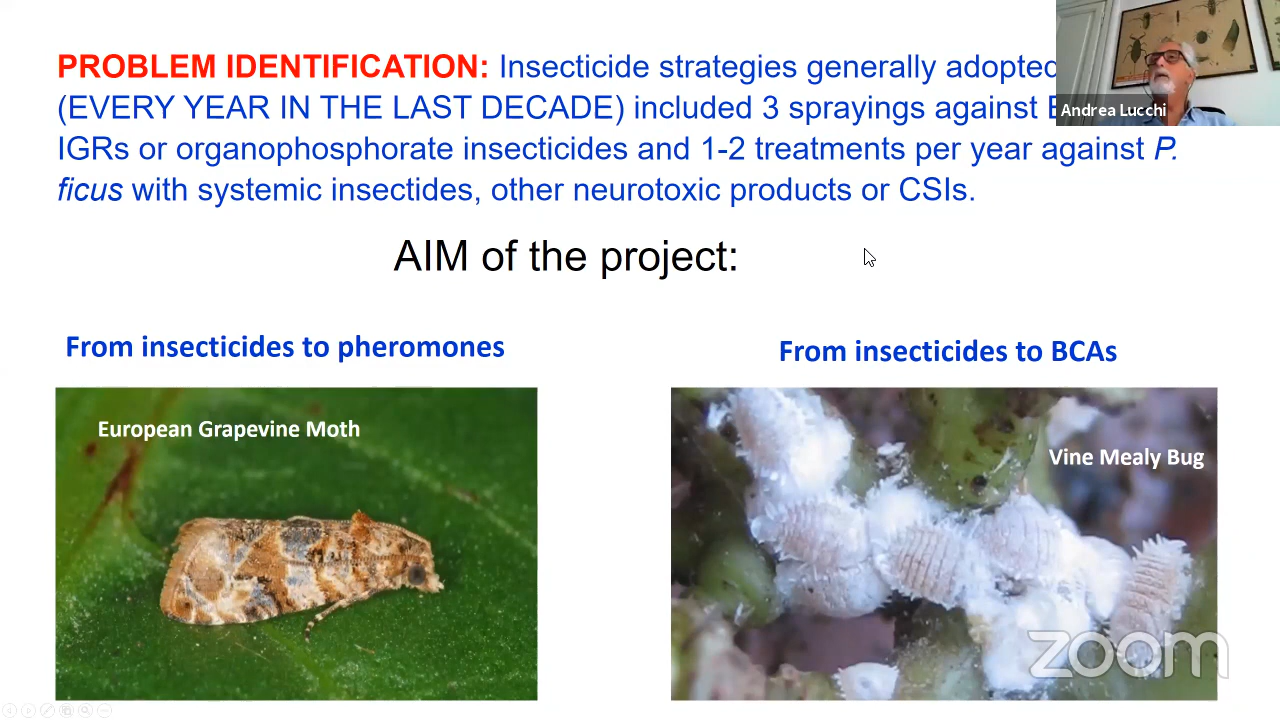 PROBLEM IDENTIFICATION: Insecticide strategies generally adopted
(EVERY YEAR IN THE LAST DECADE) included 3 sprayings against
IGRs or organophosphorate insecticides and 1-2 treatments per year against P.
ficus with systemic insectides, other neurotoxic products or CSIs.
Andrea Lucchi
AIM of the project:
From insecticides to pheromones
From insecticides to BCAs
European Grapevine Moth
Vine Mealy Bug
zoom